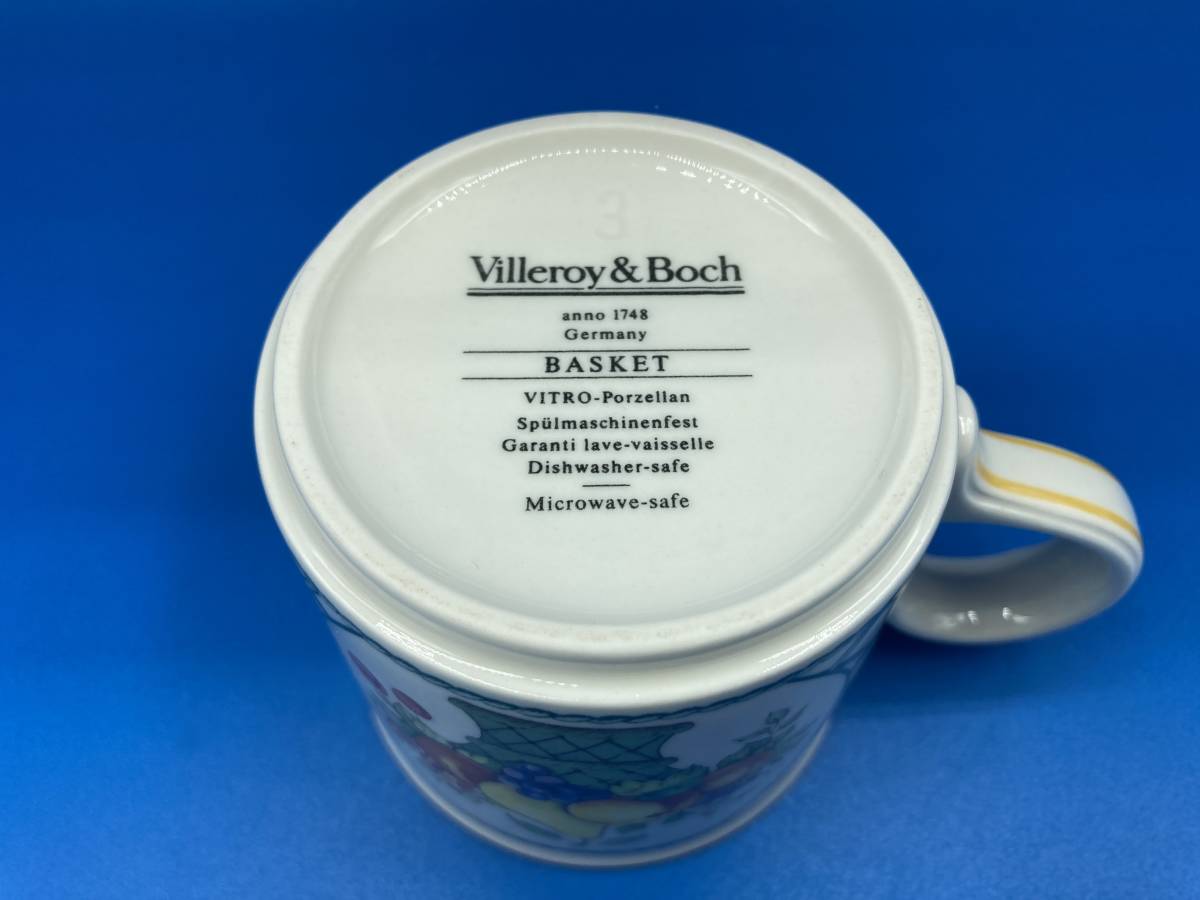 3
Villeroy & Boch
anno 1748
Germany
BASKET
VITRO-Porzellan
Spülmaschinenfest
Garanti lave-vaisselle
Dishwasher-safe
Microwave-safe